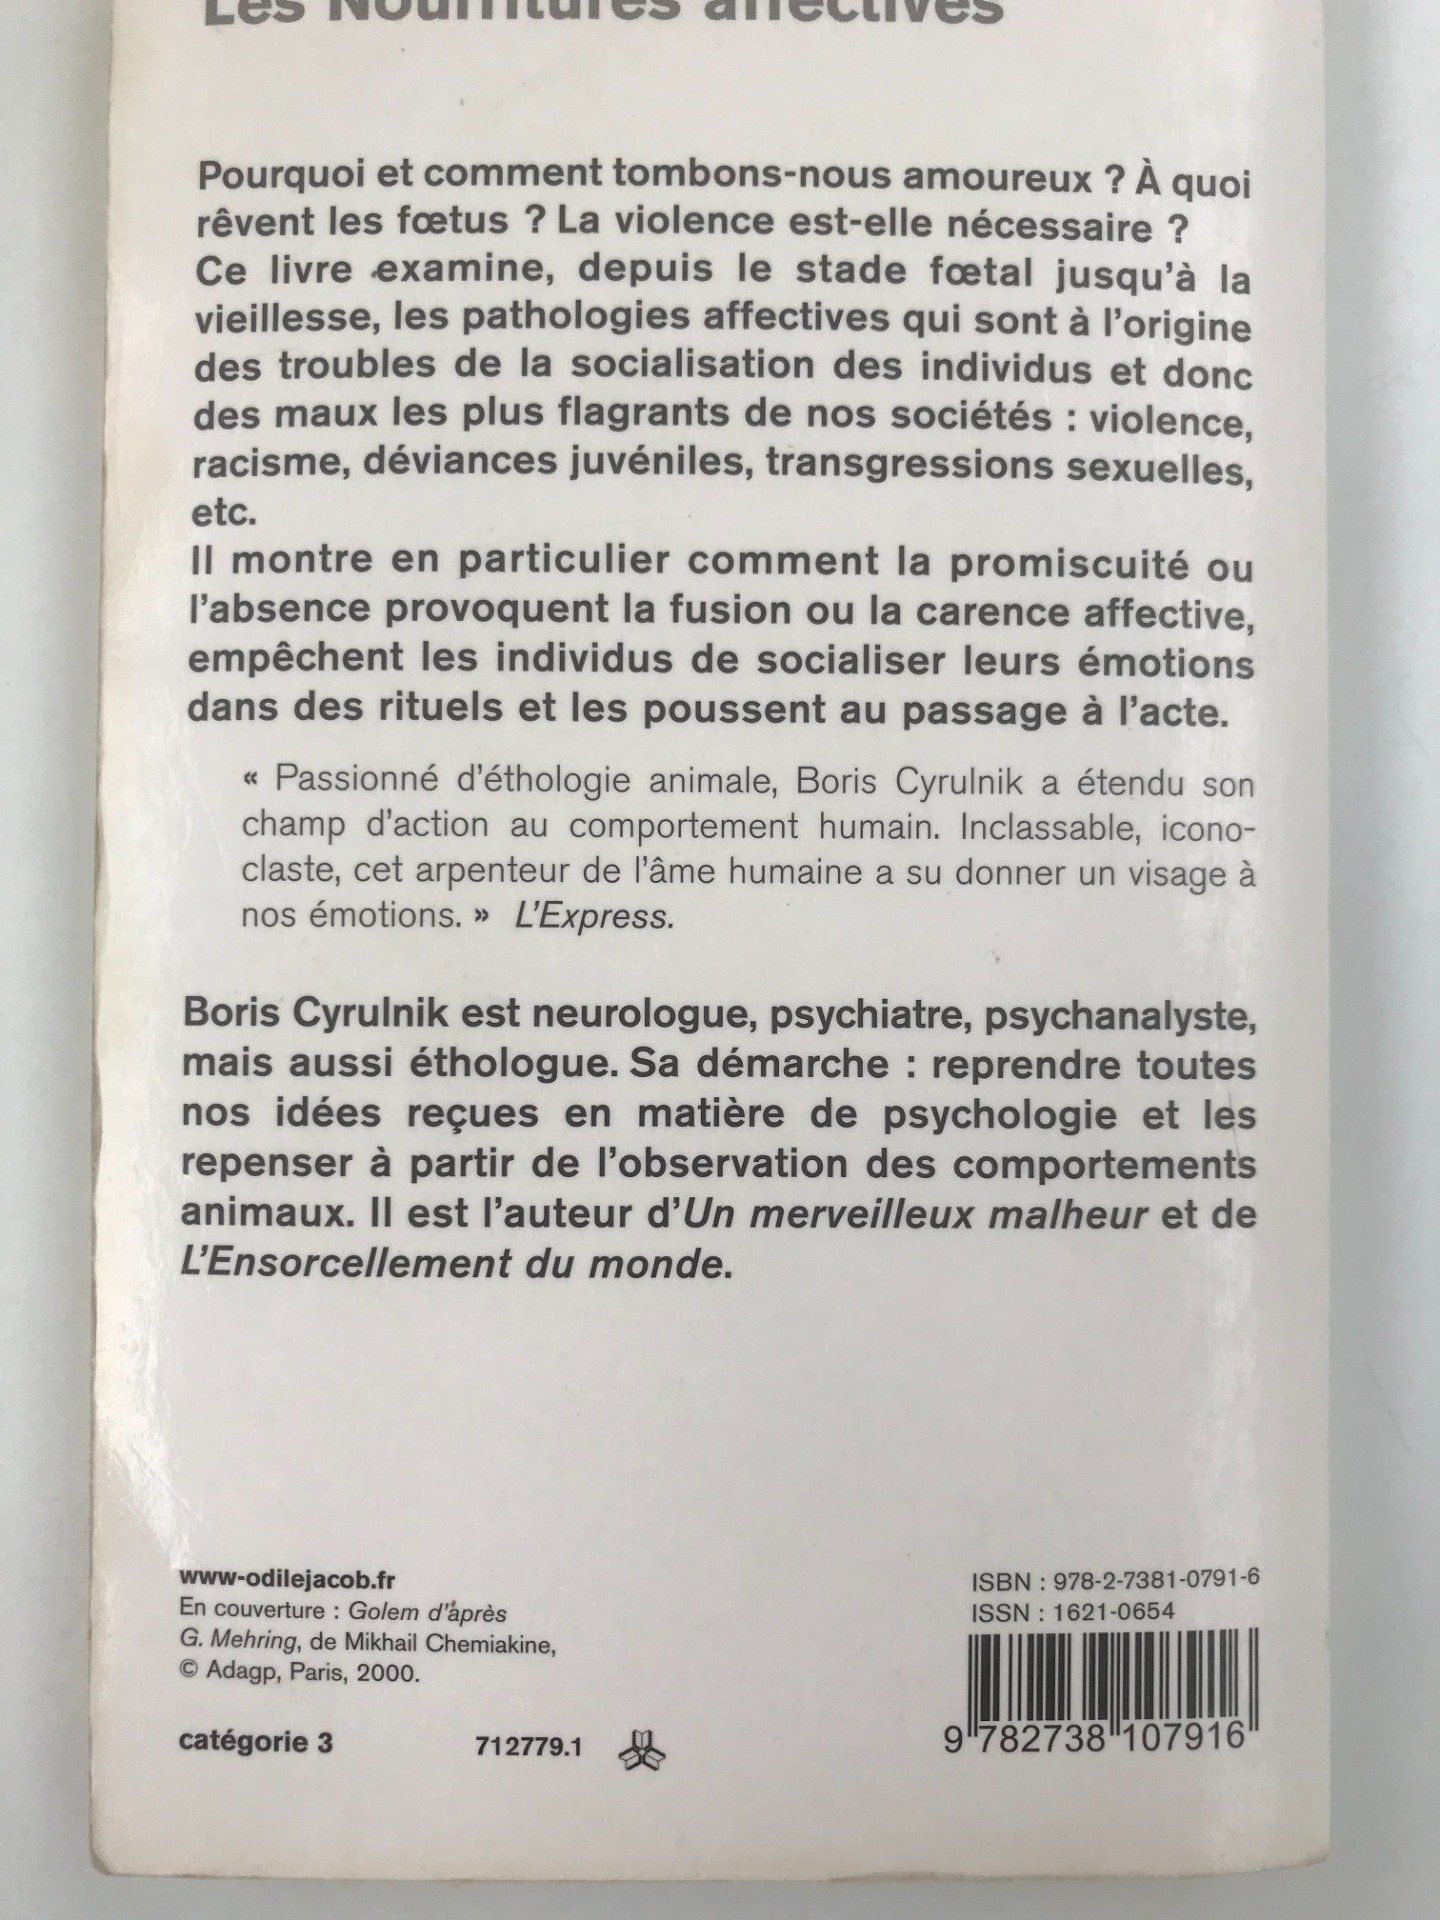 Les Nourritures affectives
Pourquoi et comment tombons-nous amoureux ? À quoi
rêvent les fœtus ? La violence est-elle nécessaire ?
Ce livre examine, depuis le stade fœtal jusqu'à la
vieillesse, les pathologies affectives qui sont à l'origine
des troubles de la socialisation des individus et donc
des maux les plus flagrants de nos sociétés : violence,
racisme, déviances juvéniles, transgressions sexuelles,
etc.
Il montre en particulier comment la promiscuité ou
l'absence provoquent la fusion ou la carence affective,
empêchent les individus de socialiser leurs émotions
dans des rituels et les poussent au passage à l'acte.
« Passionné d'éthologie animale, Boris Cyrulnik a étendu son
champ d'action au comportement humain. Inclassable, icono-
claste, cet arpenteur de l'âme humaine a su donner un visage à
nos émotions. » L'Express.
Boris Cyrulnik est neurologue, psychiatre, psychanalyste,
mais aussi éthologue. Sa démarche : reprendre toutes
nos idées reçues en matière de psychologie et les
repenser à partir de l'observation des comportements
animaux. Il est l'auteur d'Un merveilleux malheur et de
L'Ensorcellement du monde.
www-odilejacob.fr
En couverture : Golem d'après
G. Mehring, de Mikhail Chemiakine,
© Adagp, Paris, 2000.
catégorie 3
712779.1
ISBN : 978-2-7381-0791-6
ISSN : 1621-0654
9 782738 107916